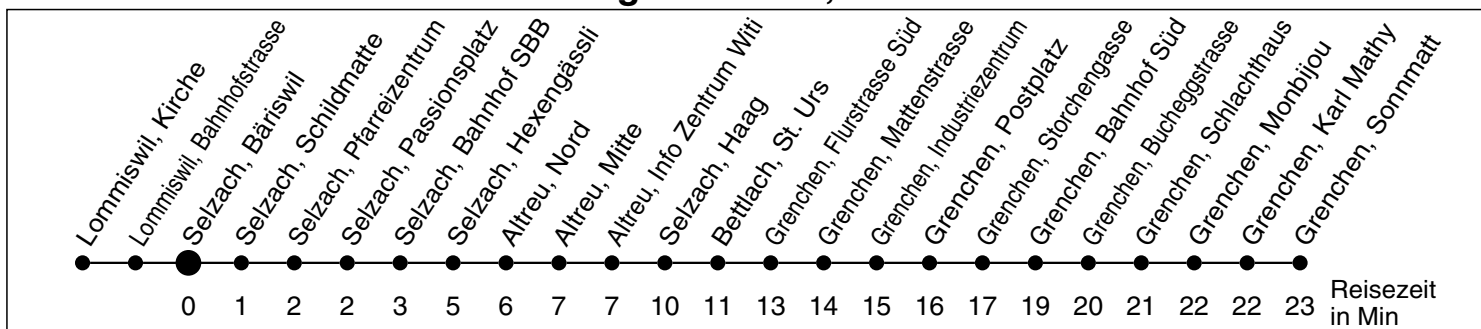 Lommiswil, Kirche
Lommiswil, Bahnhofstrasse
Selzach, Bäriswil
Selzach, Schildmatte
Selzach, Pfarreizentrum
Selzach, Passionsplatz
Selzach, Bahnhof SBB
Selzach, Hexengässli
Altreu, Nord
Altreu, Mitte
Altreu, Info Zentrum Witi
Selzach, Haag
Bettlach, St. Urs
Grenchen, Flurstrasse Süd
Grenchen, Mattenstrasse
Grenchen, Industriezentrum
Grenchen, Postplatz
Grenchen, Storchengasse
Grenchen, Bahnhof Süd
Grenchen, Bucheggstrasse
Grenchen, Schlachthaus
Grenchen, Monbijou
Grenchen, Karl Mathy
Grenchen, Sonnmatt
0 1 2 2 3 5 6 7 7 10 11 13 14 15 16 17 19 20 21 22 22 23
Reisezeit
in Min